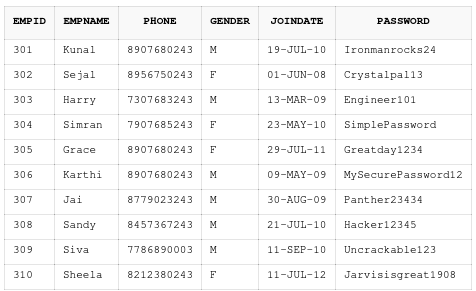 EMPID EMPNAME PHONE GENDER JOINDATE PASSWORD
301 Kunal 8907680243 M 19-JUL-10 Ironmanrocks24
302 Sejal 8956750243 F 01-JUN-08 Crystalpal13
303 Harry 7307683243 M 13-MAR-09 Engineer101
304 Simran 7907685243 F 23-MAY-10 SimplePassword
305 Grace 8907680243 F 29-JUL-11 Greatday1234
306 Karthi 8907680243 M 09-MAY-09 MySecurePassword12
307 Jai 8779023243 M 30-AUG-09 Panther23434
308 Sandy 8457367243 M 21-JUL-10 Hacker12345
309 Siva 7786890003 M 11-SEP-10 Uncrackable123
310 Sheela 8212380243 F 11-JUL-12 Jarvisisgreat1908